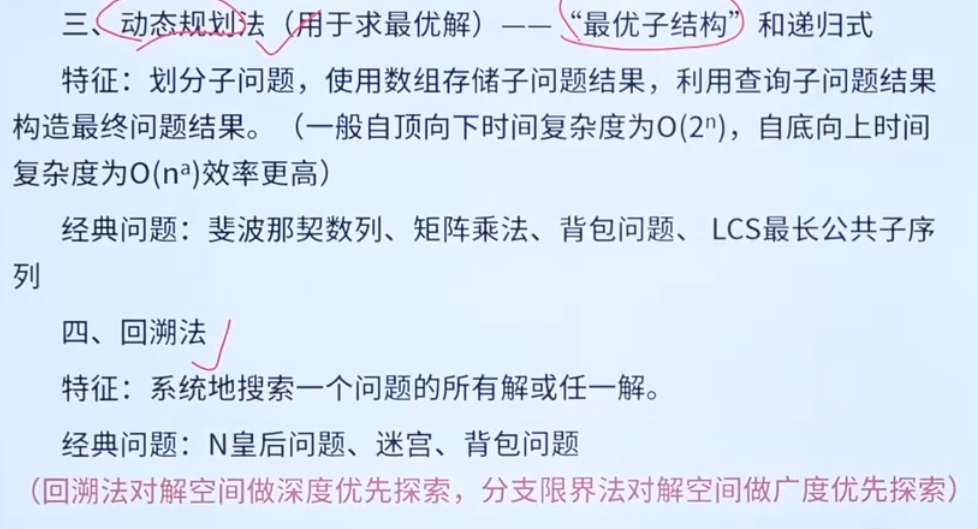 三、动态规划法（用于求最优解）——“最优子结构”和递归式
特征：划分子问题，使用数组存储子问题结果，利用查询子问题结果
构造最终问题结果。（一般自顶向下时间复杂度为O(2ⁿ)，自底向上时间
复杂度为O(nᵃ)效率更高）
经典问题：斐波那契数列、矩阵乘法、背包问题、 LCS最长公共子序
列
四、回溯法
特征：系统地搜索一个问题的所有解或任一解。
经典问题：N皇后问题、迷宫、背包问题
（回溯法对解空间做深度优先探索，分支限界法对解空间做广度优先探索）